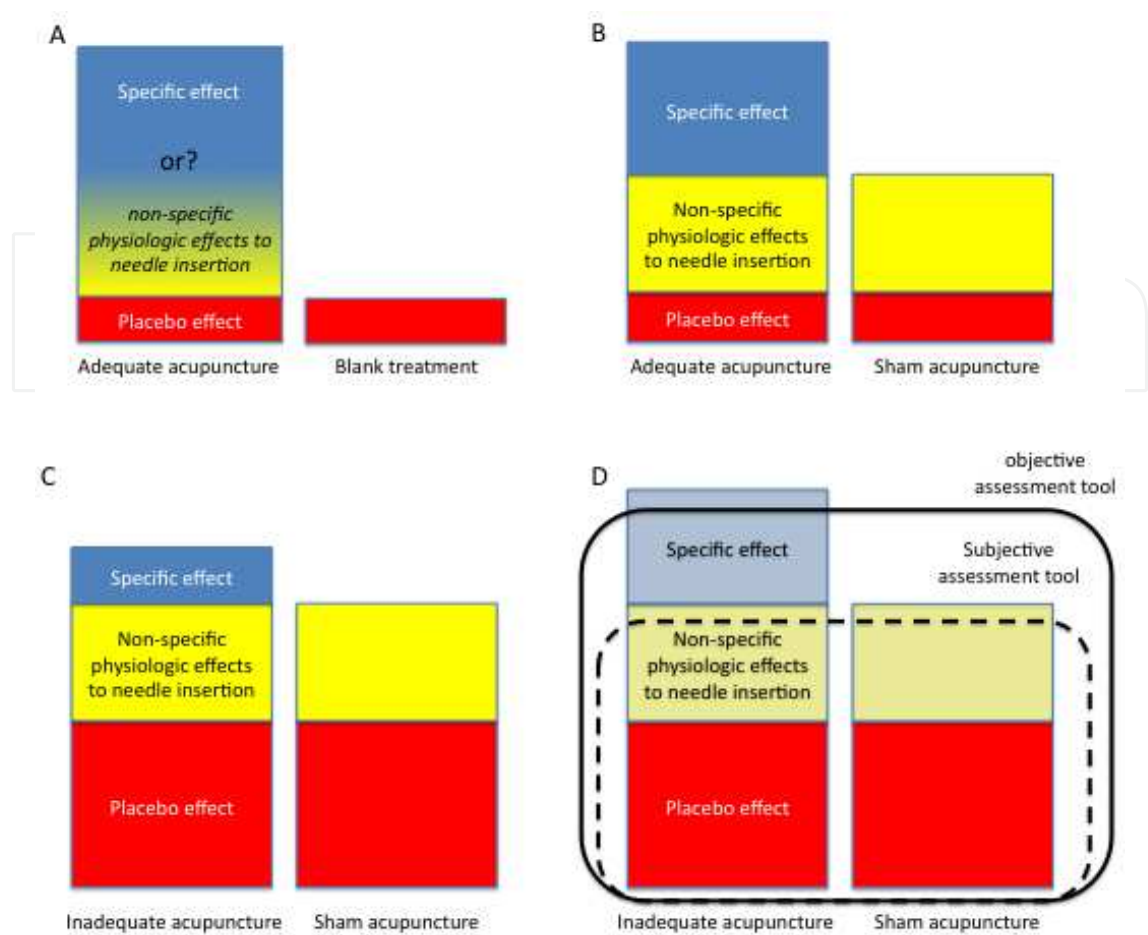 A
Specific effect
or?
non-specific
physiologic effects to
needle insertion
Placebo effect
Adequate acupuncture
Blank treatment
B
Specific effect
Non-specific
physiologic effects
to needle insertion
Placebo effect
Adequate acupuncture
Sham acupuncture
C
Specific effect
Non-specific
physiologic effects
to needle insertion
Placebo effect
Inadequate acupuncture
Sham acupuncture
D
objective
assessment tool
Subjective
assessment tool
Specific effect
Non-specific
physiologic effects
to needle insertion
Placebo effect
Inadequate acupuncture
Sham acupuncture